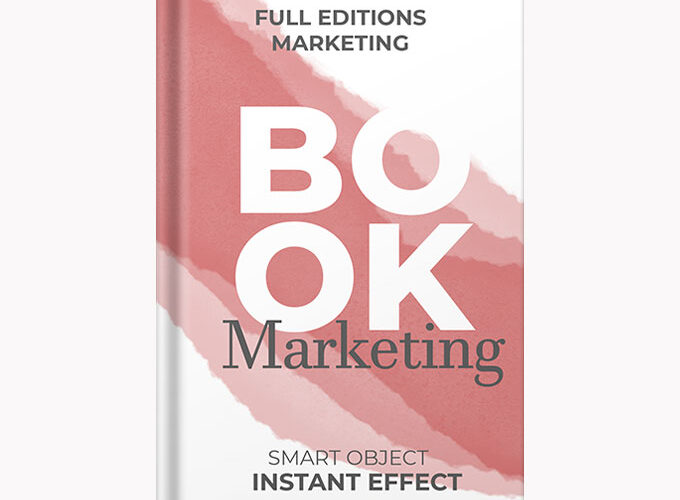 FULL EDITIONS
MARKETING
BO
OK
Marketing
SMART OBJECT
INSTANT EFFECT